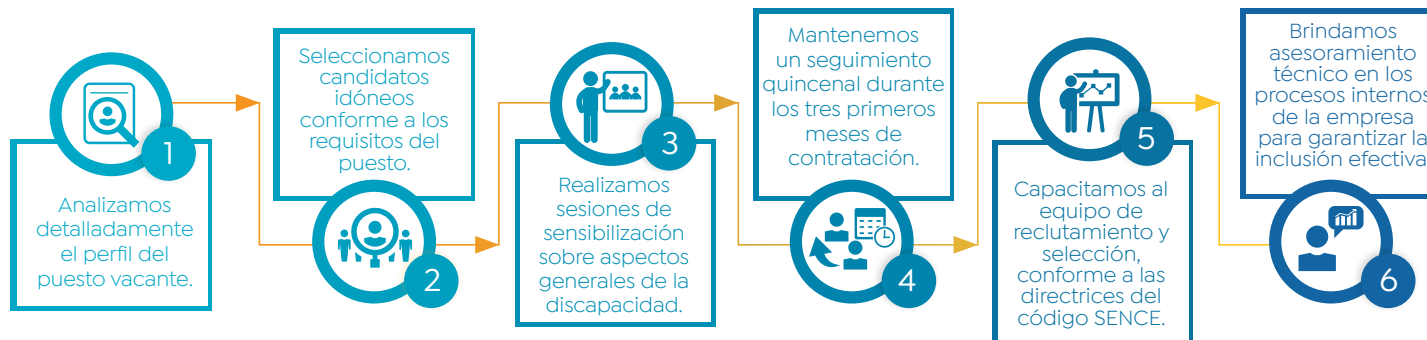 1
Analizamos
detalladamente
el perfil del
puesto vacante.
Seleccionamos
candidatos
idóneos
conforme a los
requisitos del
puesto.
2
3
Realizamos
sesiones de
sensibilización
sobre aspectos
generales de la
discapacidad.
Mantenemos
un seguimiento
quincenal durante
los tres primeros
meses de
contratación.
4
5
Capacitamos al
equipo de
reclutamiento y
selección,
conforme a las
directrices del
código SENCE.
Brindamos
asesoramiento
técnico en los
procesos internos
de la empresa
para garantizar la
inclusión efectiva
6